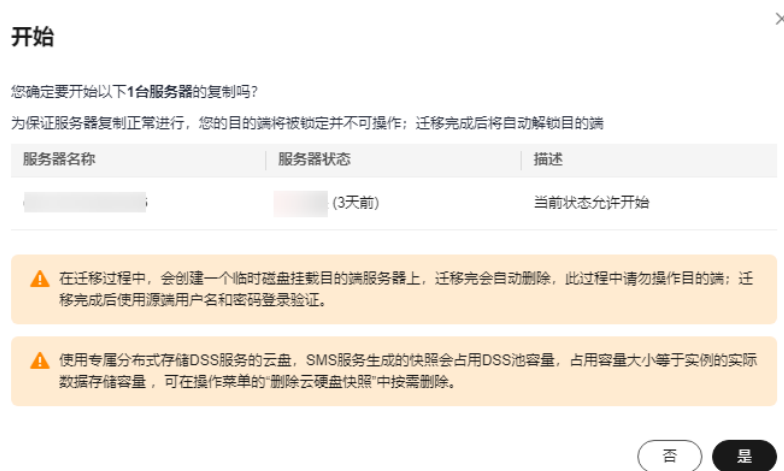 开始
您确定要开始以下1台服务器的复制吗?
为保证服务器复制正常进行，您的目的端将被锁定并不可操作；迁移完成后将自动解锁目的端
服务器名称 服务器状态 描述
(3天前) 当前状态允许开始
在迁移过程中，会创建一个临时磁盘挂载目的端服务器上，迁移完会自动删除，此过程中请勿操作目的端；迁
移完成后使用源端用户名和密码登录验证。
使用专属分布式存储DSS服务的云盘，SMS服务生成的快照会占用DSS池容量，占用容量大小等于实例的实际
数据存储容量 ，可在操作菜单的“删除云硬盘快照”中按需删除。
否 是